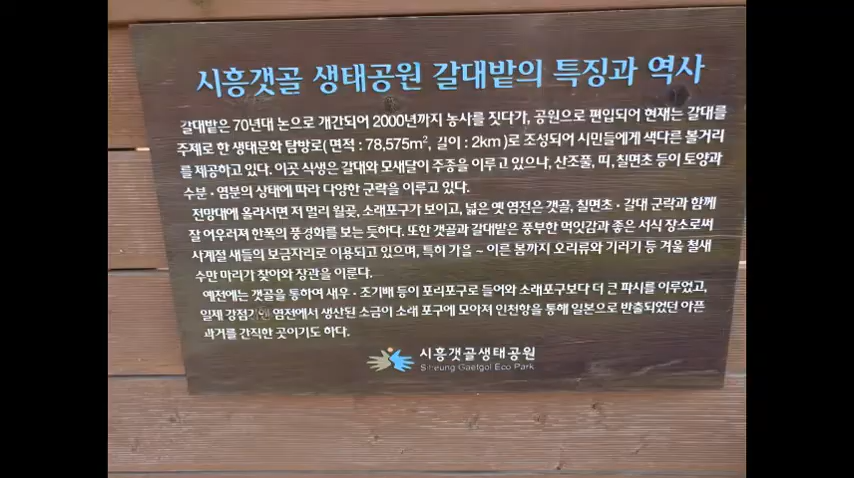 시흥갯골 생태공원 갈대밭의 특징과 역사
갈대밭은 70년대 논으로 개간되어 2000년까지 농사를 짓다가, 공원으로 편입되어 현재는 갈대를
주제로 한 생태문화 탐방로( 면적 : 78,575m², 길이 : 2km )로 조성되어 시민들에게 색다른 볼거리
를 제공하고 있다. 이곳 식생은 갈대와 모새달이 주종을 이루고 있으나, 산조풀, 띠, 칠면초 등이 토양과
수분·염분의 상태에 따라 다양한 군락을 이루고 있다.
전망대에 올라서면 저 멀리 월곶, 소래포구가 보이고, 넓은 옛 염전은 갯골, 칠면초·갈대 군락과 함께
잘 어우러져 한폭의 풍경화를 보는 듯하다. 또한 갯골과 갈대밭은 풍부한 먹잇감과 좋은 서식 장소로써
사계절 새들의 보금자리로 이용되고 있으며, 특히 가을 ~ 이른 봄까지 오리류와 기러기 등 겨울 철새
수만 마리가 찾아와 장관을 이룬다.
예전에는 갯골을 통하여 새우·조기배 등이 포리포구로 들어와 소래포구보다 더 큰 파시를 이루었고,
일제 강점기엔 염전에서 생산된 소금이 소래 포구에 모아져 인천항을 통해 일본으로 반출되었던 아픈
과거를 간직한 곳이기도 하다.
시흥갯골생태공원
Siheung Gaetgol Eco Park